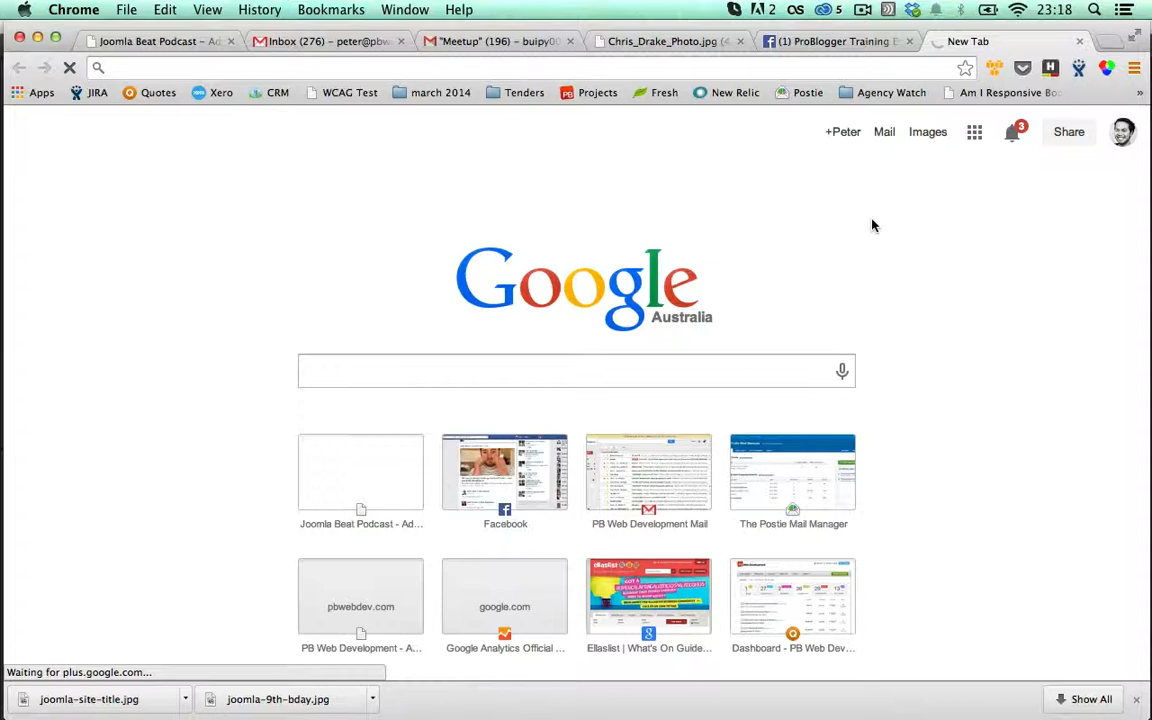 Chrome File Edit View History Bookmarks Window Help 2 5 23:18
Joomla Beat Podcast - Ad Inbox (276) - peter@pbw "Meetup" (196) - buipy0 Chris_Drake_Photo.jpg (4 (1) ProBlogger Training E New Tab
Apps JIRA Quotes Xero CRM WCAG Test march 2014 Tenders Projects Fresh New Relic Postie Agency Watch Am I Responsive »
+Peter Mail Images 3 Share
Google
Australia
Joomla Beat Podcast - Ad... Facebook PB Web Development Mail The Postie Mail Manager
pbwebdev.com google.com
PB Web Development - A... Google Analytics Official ... Ellaslist | What's On Guide... Dashboard - PB Web Dev...
Waiting for plus.google.com...
joomla-site-title.jpg joomla-9th-bday.jpg Show All